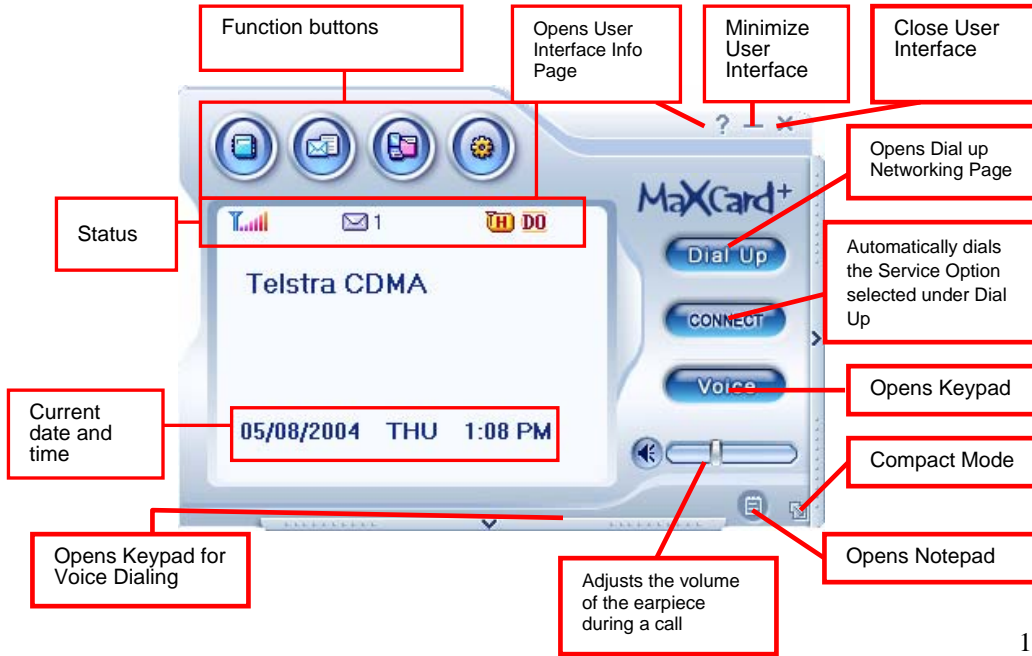 Function buttons
Opens User
Interface Info
Page
Minimize
User
Interface
Close User
Interface
?
Opens Dial up
Networking Page
MaXCard+
Status
1
H DO
Dial Up
Automatically dials
the Service Option
selected under Dial
Up
Telstra CDMA
CONNECT
Voice
Opens Keypad
Current
date and
time
05/08/2004 THU 1:08 PM
Compact Mode
Opens Keypad for
Voice Dialing
Opens Notepad
Adjusts the volume
of the earpiece
during a call
1